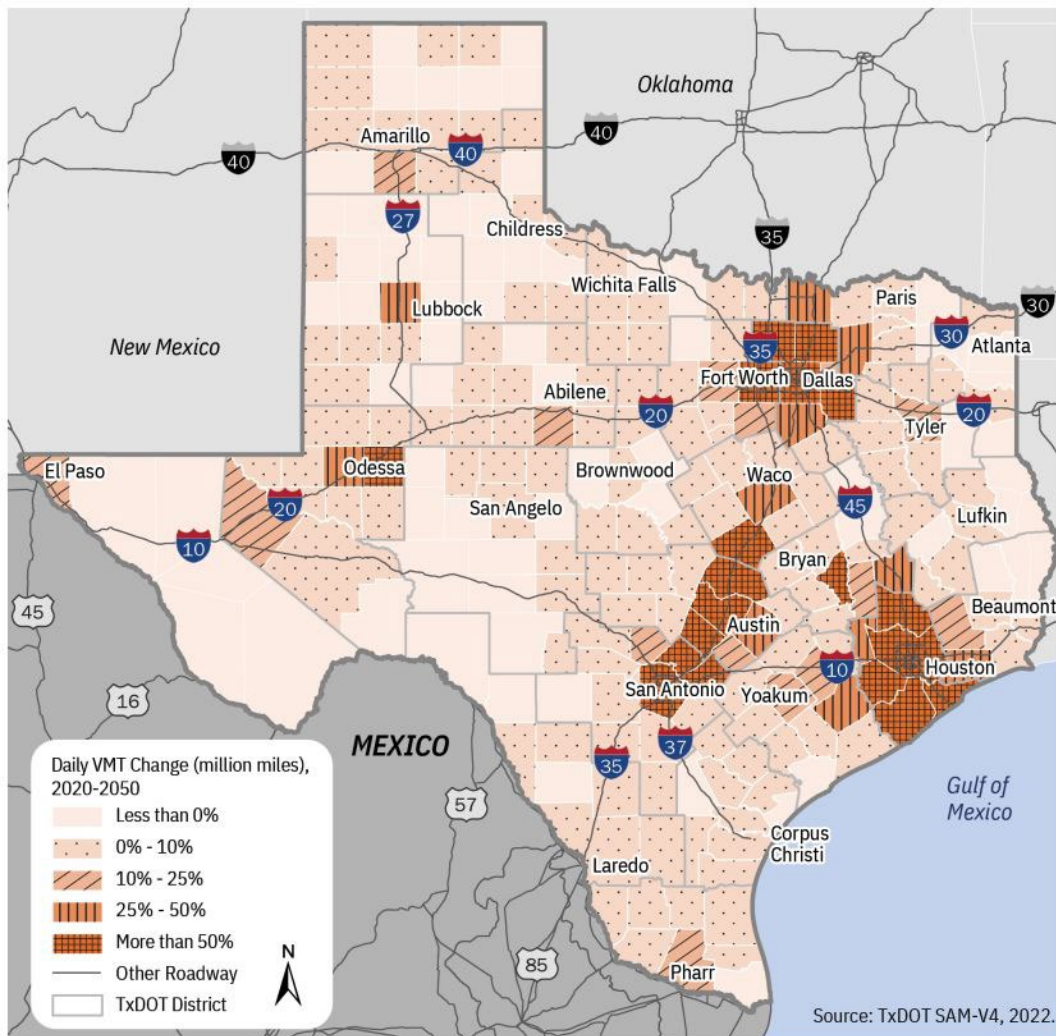 Oklahoma
40
Amarillo
40
40
40
27
Childress
35
Wichita Falls
Paris
Lubbock
30
30
New Mexico
35
Atlanta
Fort Worth
Dallas
Abilene
20
20
Tyler
El Paso
Odessa
Brownwood
Waco
20
San Angelo
45
Lufkin
10
Bryan
45
Beaumont
Austin
Houston
10
San Antonio
Yoakum
16
MEXICO
37
35
Gulf of
Mexico
57
Corpus
Christi
Laredo
85
Pharr
Daily VMT Change (million miles),
2020-2050
Less than 0%
0% - 10%
10% - 25%
25% - 50%
More than 50%
Other Roadway
TxDOT District
N
Source: TxDOT SAM-V4, 2022.